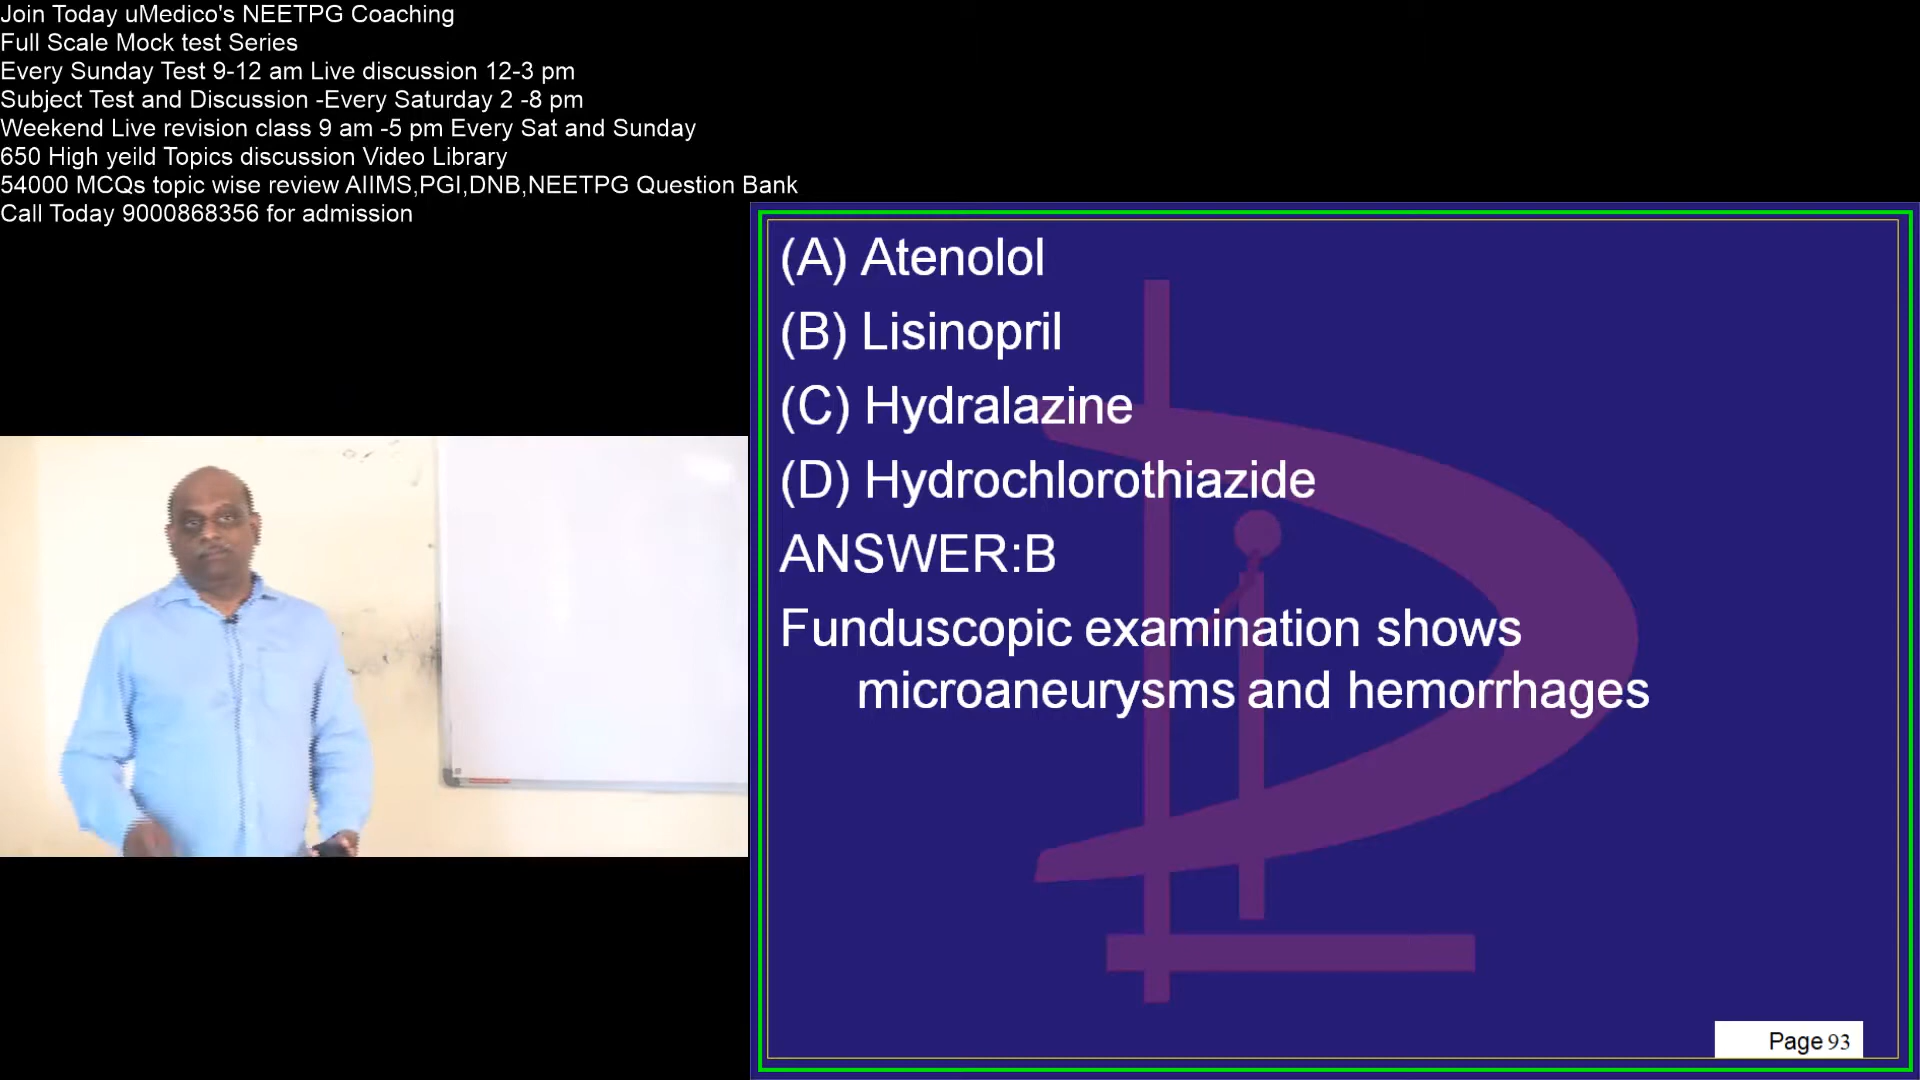 Join Today uMedico's NEETPG Coaching
Full Scale Mock test Series
Every Sunday Test 9-12 am Live discussion 12-3 pm
Subject Test and Discussion -Every Saturday 2 -8 pm
Weekend Live revision class 9 am -5 pm Every Sat and Sunday
650 High yeild Topics discussion Video Library
54000 MCQs topic wise review AIIMS,PGI,DNB,NEETPG Question Bank
Call Today 9000868356 for admission
(A) Atenolol
(B) Lisinopril
(C) Hydralazine
(D) Hydrochlorothiazide
ANSWER:B
Funduscopic examination shows
microaneurysms and hemorrhages
Page 93